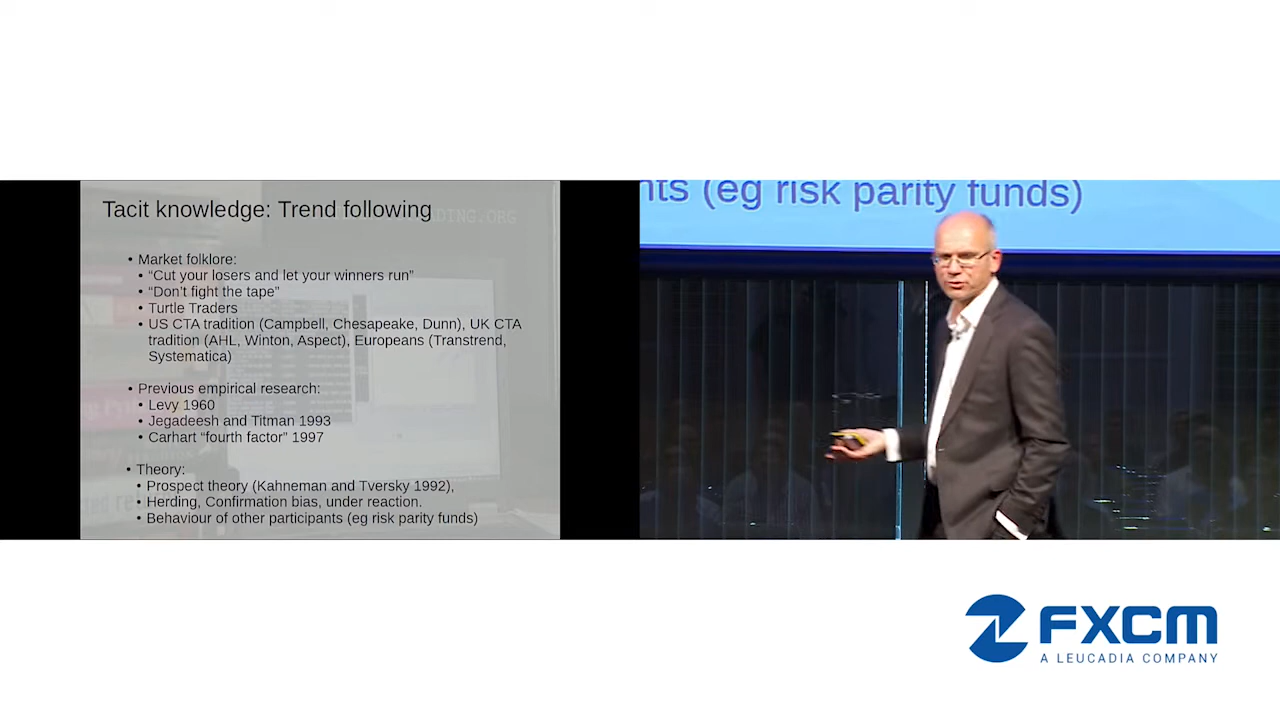 Tacit knowledge: Trend following
DING.ORG
• Market folklore:
• “Cut your losers and let your winners run”
• “Don’t fight the tape”
• Turtle Traders
• US CTA tradition (Campbell, Chesapeake, Dunn), UK CTA
tradition (AHL, Winton, Aspect), Europeans (Transtrend,
Systematica)
• Previous empirical research:
• Levy 1960
• Jegadeesh and Titman 1993
• Carhart “fourth factor” 1997
• Theory:
• Prospect theory (Kahneman and Tversky 1992),
• Herding, Confirmation bias, under reaction.
• Behaviour of other participants (eg risk parity funds)
nts (eg risk parity funds)
FXCM
A LEUCADIA COMPANY